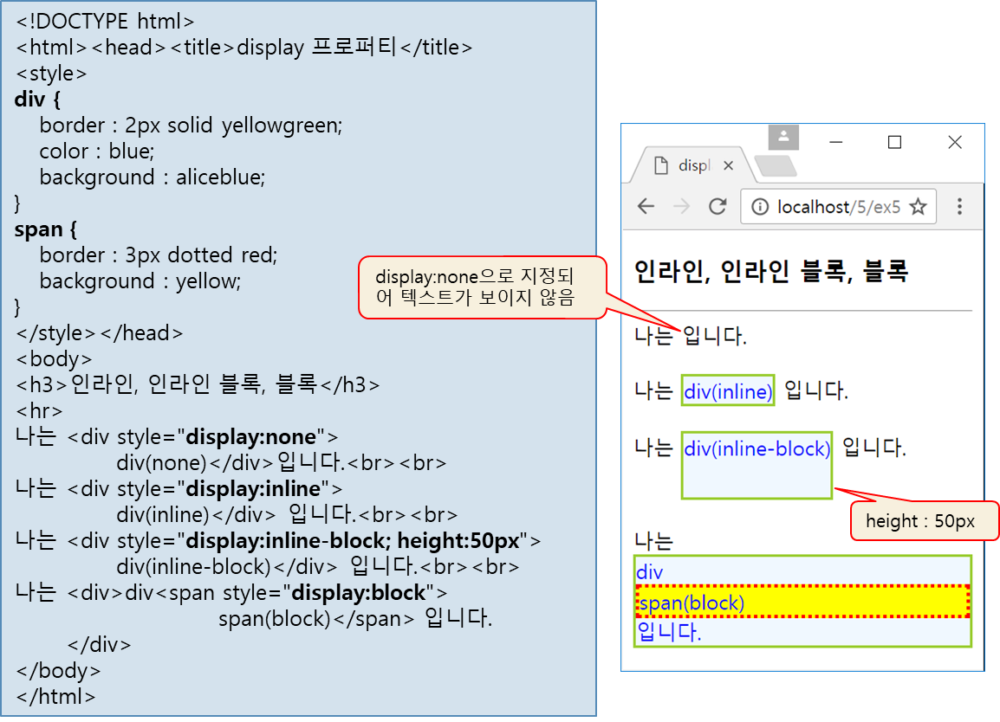 <!DOCTYPE html>
<html><head><title>display 프로퍼티</title>
<style>
div {
border : 2px solid yellowgreen;
color : blue;
background : aliceblue;
}
span {
border : 3px dotted red;
background : yellow;
}
</style></head>
<body>
<h3>인라인, 인라인 블록, 블록</h3>
<hr>
나는 <div style="display:none">
div(none)</div>입니다.<br><br>
나는 <div style="display:inline">
div(inline)</div> 입니다.<br><br>
나는 <div style="display:inline-block; height:50px">
div(inline-block)</div> 입니다.<br><br>
나는 <div>div<span style="display:block">
span(block)</span> 입니다.
</div>
</body>
</html>
display:none으로 지정되
어 텍스트가 보이지 않음
displ
localhost/5/ex5
인라인, 인라인 블록, 블록
나는 입니다.
나는 div(inline) 입니다.
나는 div(inline-block) 입니다.
height : 50px
나는
div
span(block)
입니다.